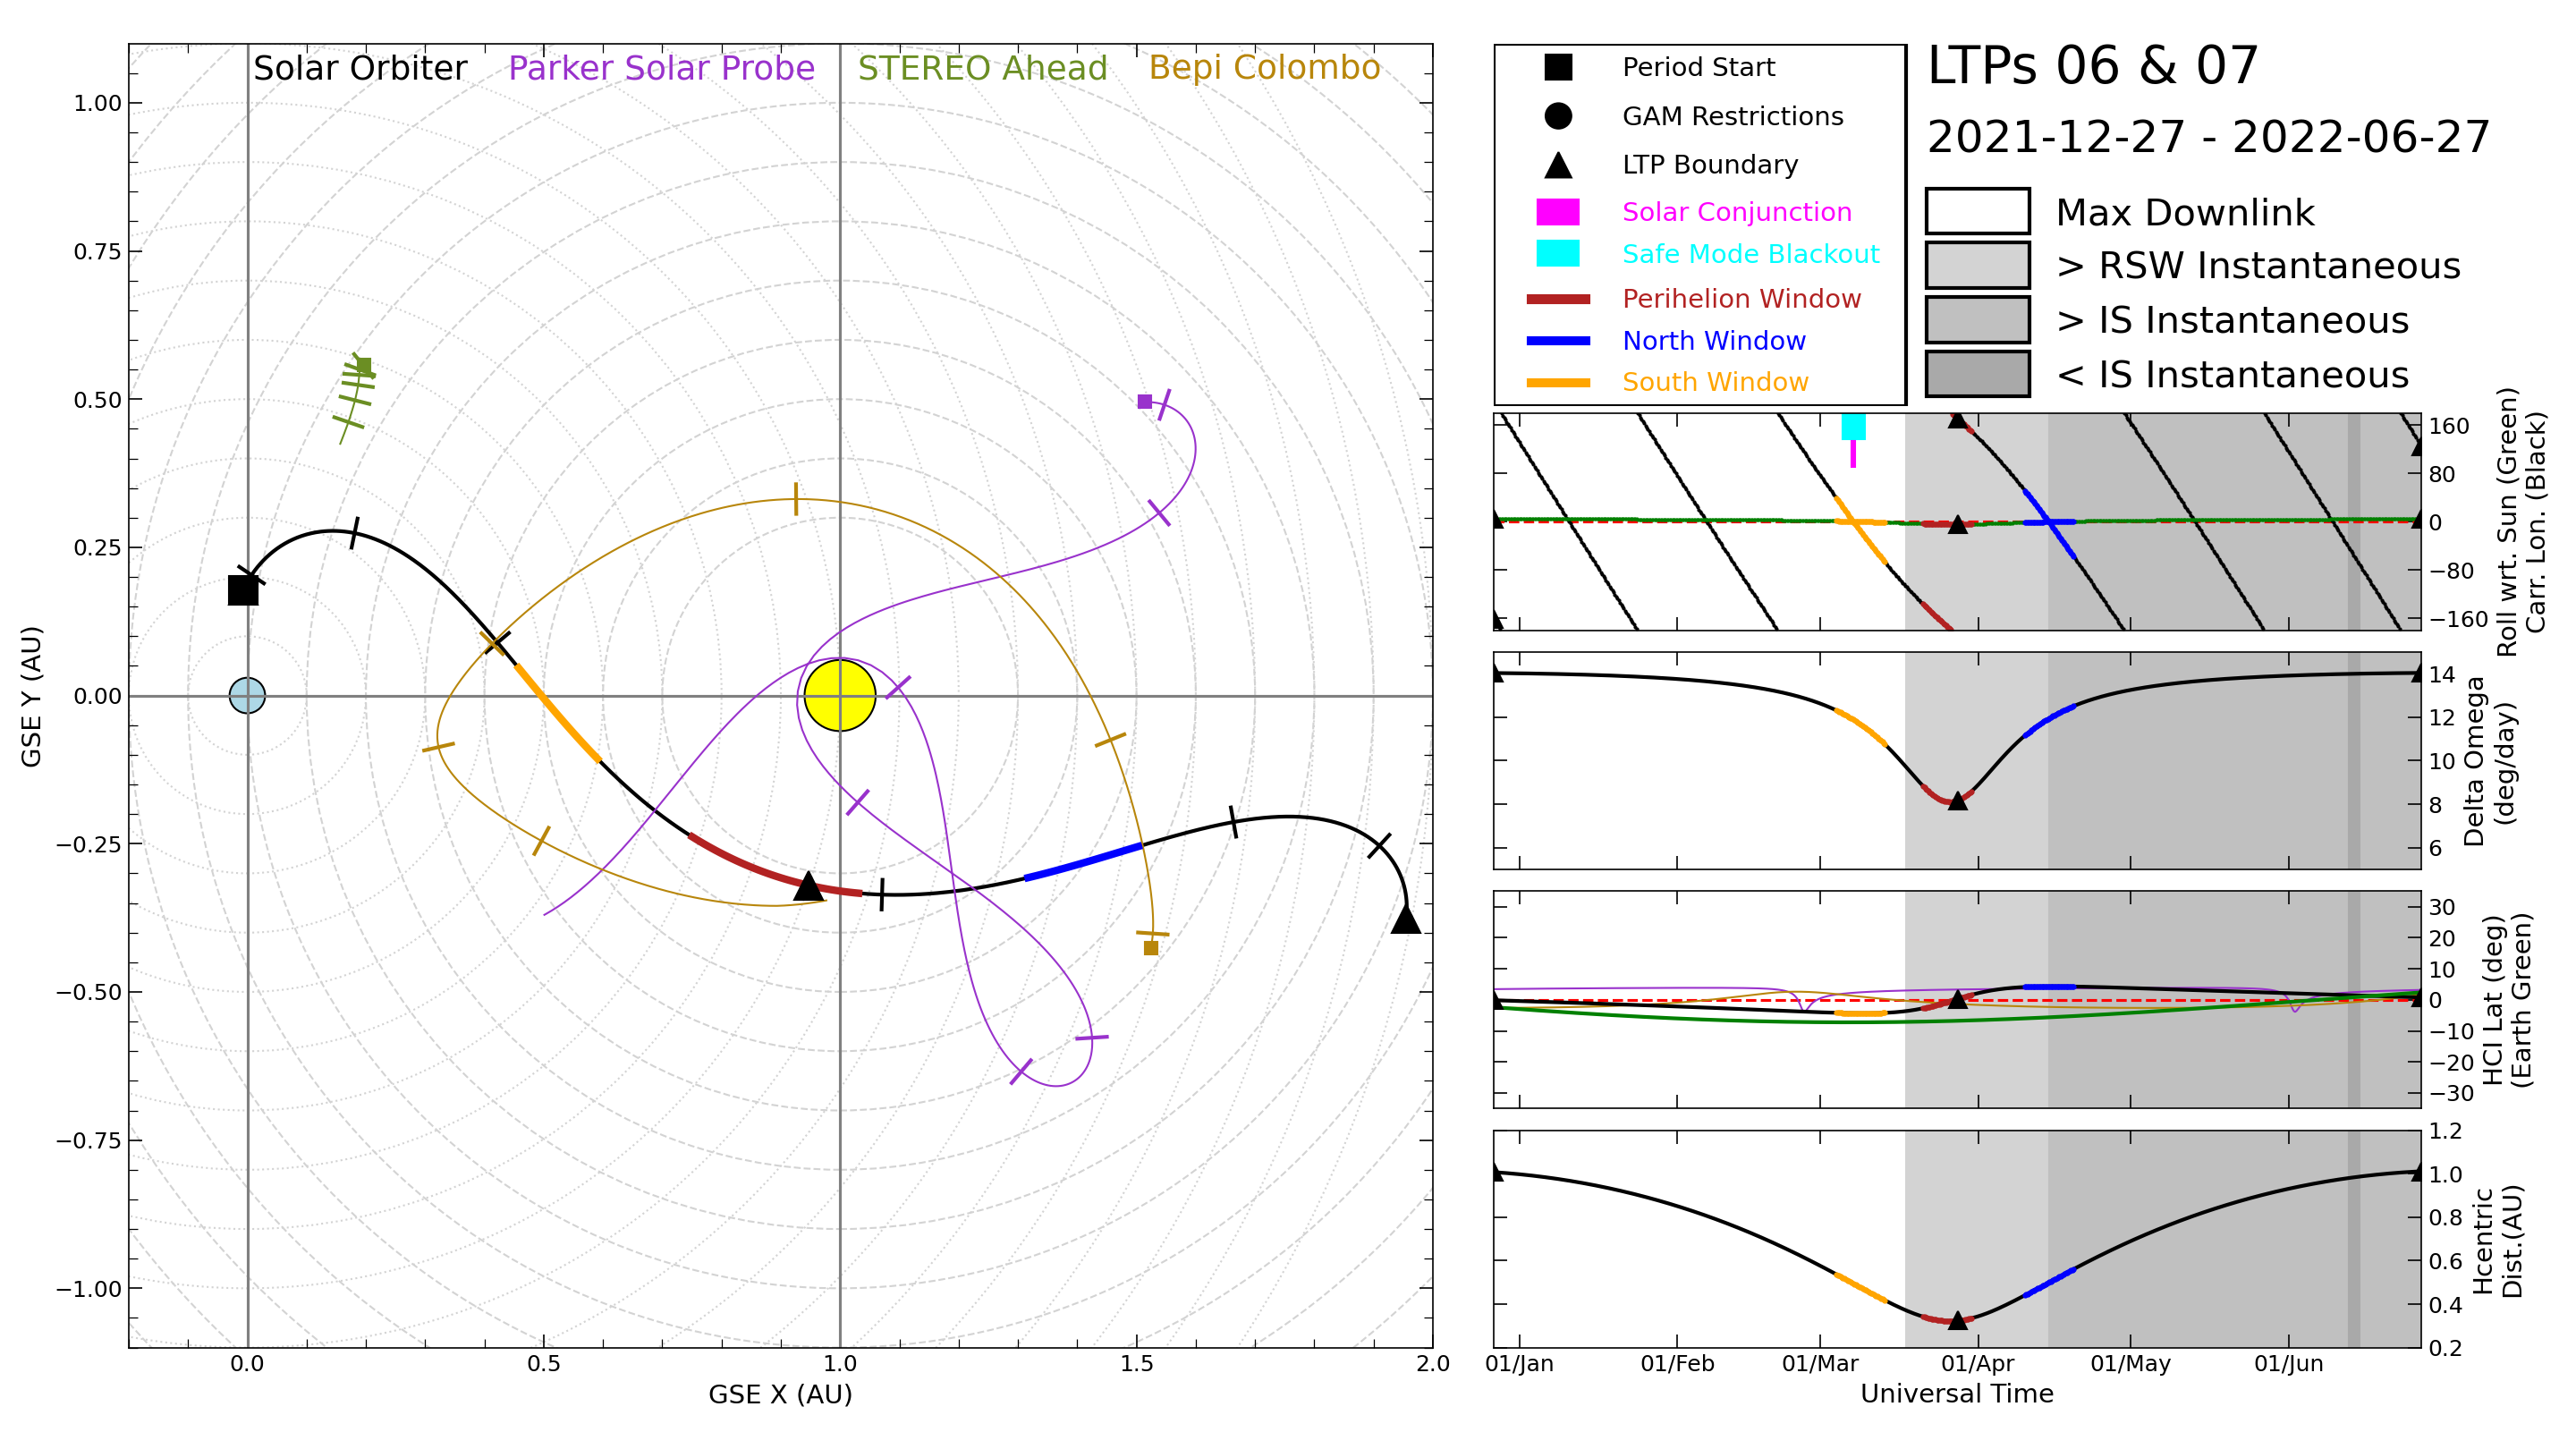 Solar Orbiter Parker Solar Probe STEREO Ahead Bepi Colombo
1.00
0.75
0.50
0.25
0.00
−0.25
−0.50
−0.75
−1.00
GSE Y (AU)
0.0 0.5 1.0 1.5 2.0
GSE X (AU)
Period Start
GAM Restrictions
LTP Boundary
Solar Conjunction
Safe Mode Blackout
Perihelion Window
North Window
South Window
LTPs 06 & 07
2021-12-27 - 2022-06-27
Max Downlink
> RSW Instantaneous
> IS Instantaneous
< IS Instantaneous
160
80
0
−80
−160
Roll wrt. Sun (Green)
Carr. Lon. (Black)
14
12
10
8
6
Delta Omega
(deg/day)
30
20
10
0
−10
−20
−30
HCI Lat (deg)
(Earth Green)
1.2
1.0
0.8
0.6
0.4
0.2
Hcentric
Dist.(AU)
01/Jan 01/Feb 01/Mar 01/Apr 01/May 01/Jun
Universal Time